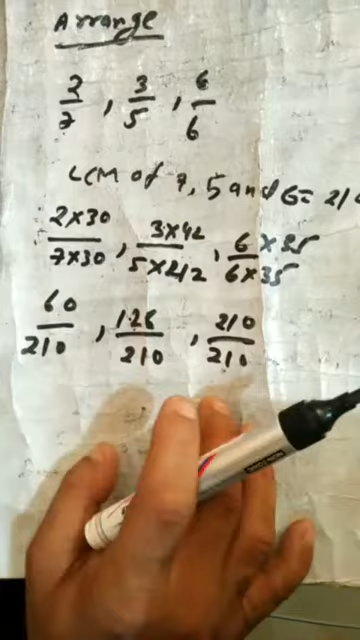 Arrange
2/7 , 3/5 , 6/6
LCM of 7, 5 and 6 = 210
2×30/7×30 , 3×42/5×42 , 6×35/6×35
60/210 , 126/210 , 210/210